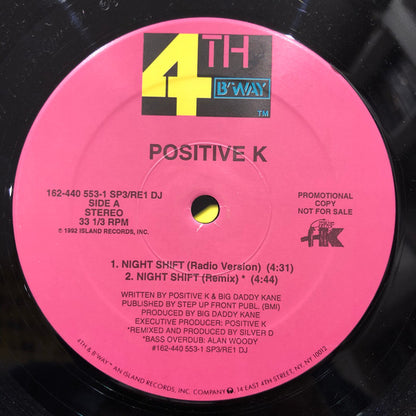 4TH
B'WAY
TM
POSITIVE K
162-440 553-1 SP3/RE1 DJ
SIDE A
STEREO
33 1/3 RPM
℗ 1992 ISLAND RECORDS, INC.
PROMOTIONAL
COPY
NOT FOR SALE
1. NIGHT SHIFT (Radio Version) (4:31)
2. NIGHT SHIFT (Remix) * (4:44)
WRITTEN BY POSITIVE K & BIG DADDY KANE
PUBLISHED BY STEP UP FRONT PUBL. (BMI)
PRODUCED BY BIG DADDY KANE
EXECUTIVE PRODUCER: POSITIVE K
*REMIXED AND PRODUCED BY SILVER D
*BASS OVERDUB: ALAN WOODY
#162-440 553-1 SP3/RE1 DJ
4TH & B'WAY™ AN ISLAND RECORDS, INC. COMPANY, 14 EAST 4TH STREET, NY, NY 10012